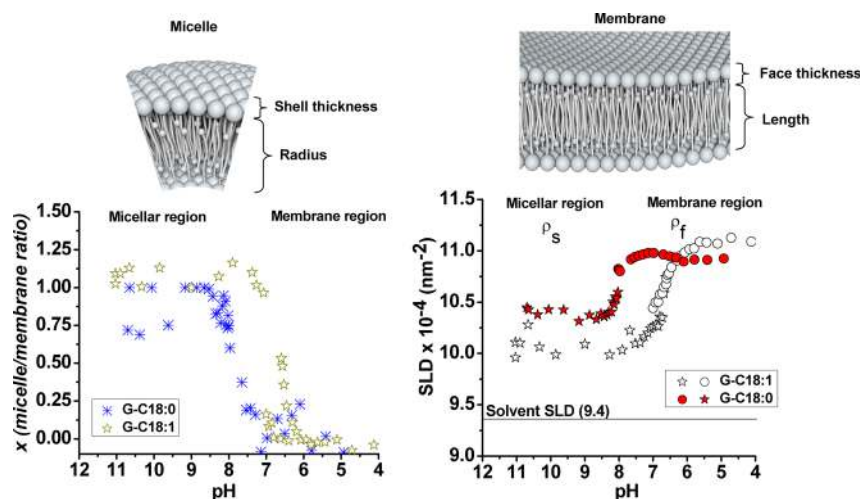 Micelle
Shell thickness
Radius
Membrane
Face thickness
Length
x (micelle/membrane ratio)
1.50
1.25
1.00
0.75
0.50
0.25
0.00
Micellar region
Membrane region
G-C18:0
G-C18:1
11 10 9 8 7 6 5 4
pH
SLD x 10⁻⁴ (nm⁻²)
11.5
11.0
10.5
10.0
9.5
9.0
Micellar region
Membrane region
ρs
ρf
G-C18:1
G-C18:0
Solvent SLD (9.4)
12 11 10 9 8 7 6 5 4
pH